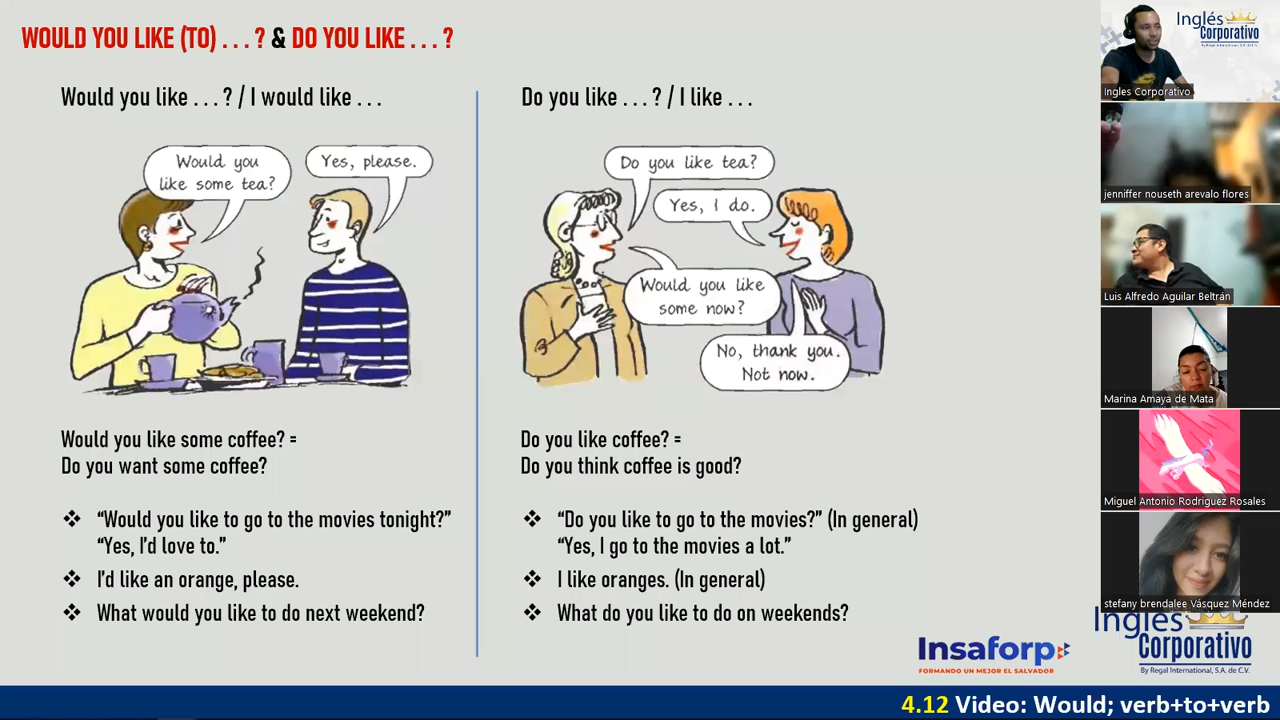 WOULD YOU LIKE (TO) . . . ? & DO YOU LIKE . . . ?
Would you like . . . ? / I would like . . .
Would you
like some tea?
Yes, please.
Would you like some coffee? =
Do you want some coffee?
❖ “Would you like to go to the movies tonight?”
“Yes, I’d love to.”
❖ I’d like an orange, please.
❖ What would you like to do next weekend?
Do you like . . . ? / I like . . .
Do you like tea?
Yes, I do.
Would you like
some now?
No, thank you.
Not now.
Do you like coffee? =
Do you think coffee is good?
❖ “Do you like to go to the movies?” (In general)
“Yes, I go to the movies a lot.”
❖ I like oranges. (In general)
❖ What do you like to do on weekends?
Insaforp
FORMANDO UN MEJOR EL SALVADOR
Inglés
Corporativo
By Regal International, S.A. de C.V.
4.12 Video: Would; verb+to+verb
Inglés
Corporativo
By Regal International, S.A. de C.V.
Ingles Corporativo
jenniffer nouseth arevalo flores
Luis Alfredo Aguilar Beltrán
Marina Amaya de Mata
Miguel Antonio Rodriguez Rosales
stefany brendalee Vásquez Méndez